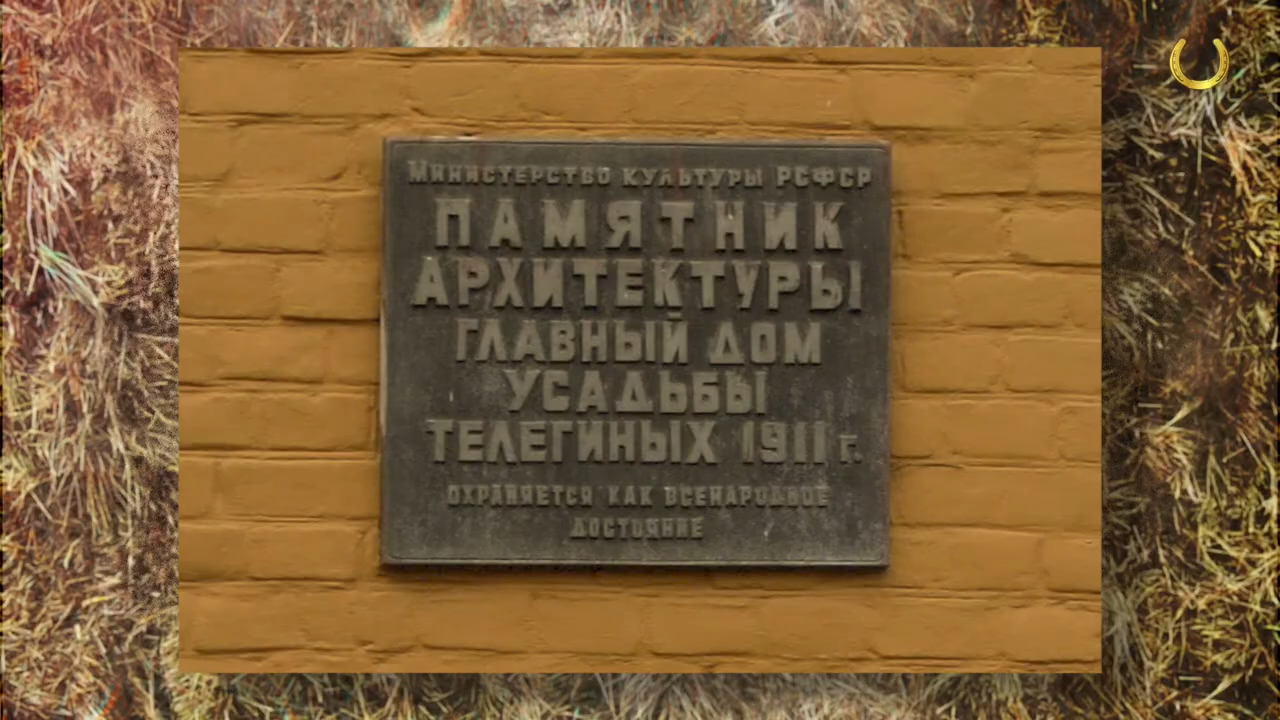 Министерство культуры РСФСР
ПАМЯТНИК
АРХИТЕКТУРЫ
ГЛАВНЫЙ ДОМ
УСАДЬБЫ
ТЕЛЕГИНЫХ 1911 г.
ОХРАНЯЕТСЯ КАК ВСЕНАРОДНОЕ
ДОСТОЯНИЕ